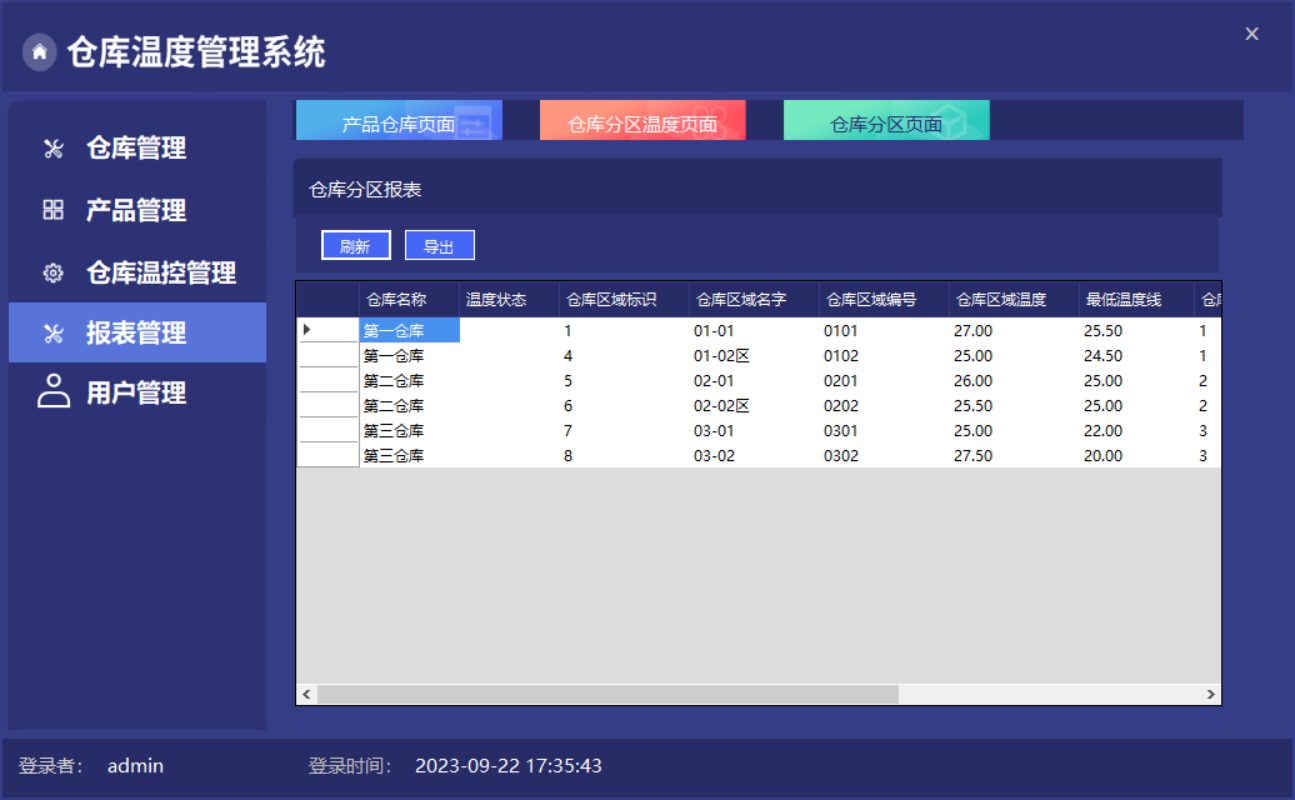 仓库温度管理系统
仓库管理
产品管理
仓库温控管理
报表管理
用户管理
产品仓库页面 仓库分区温度页面 仓库分区页面
仓库分区报表
刷新 导出
仓库名称 温度状态 仓库区域标识 仓库区域名字 仓库区域编号 仓库区域温度 最低温度线 仓
第一仓库 1 01-01 0101 27.00 25.50 1
第一仓库 4 01-02区 0102 25.00 24.50 1
第二仓库 5 02-01 0201 26.00 25.00 2
第二仓库 6 02-02区 0202 25.50 25.00 2
第三仓库 7 03-01 0301 25.00 22.00 3
第三仓库 8 03-02 0302 27.50 20.00 3
登录者： admin 登录时间： 2023-09-22 17:35:43